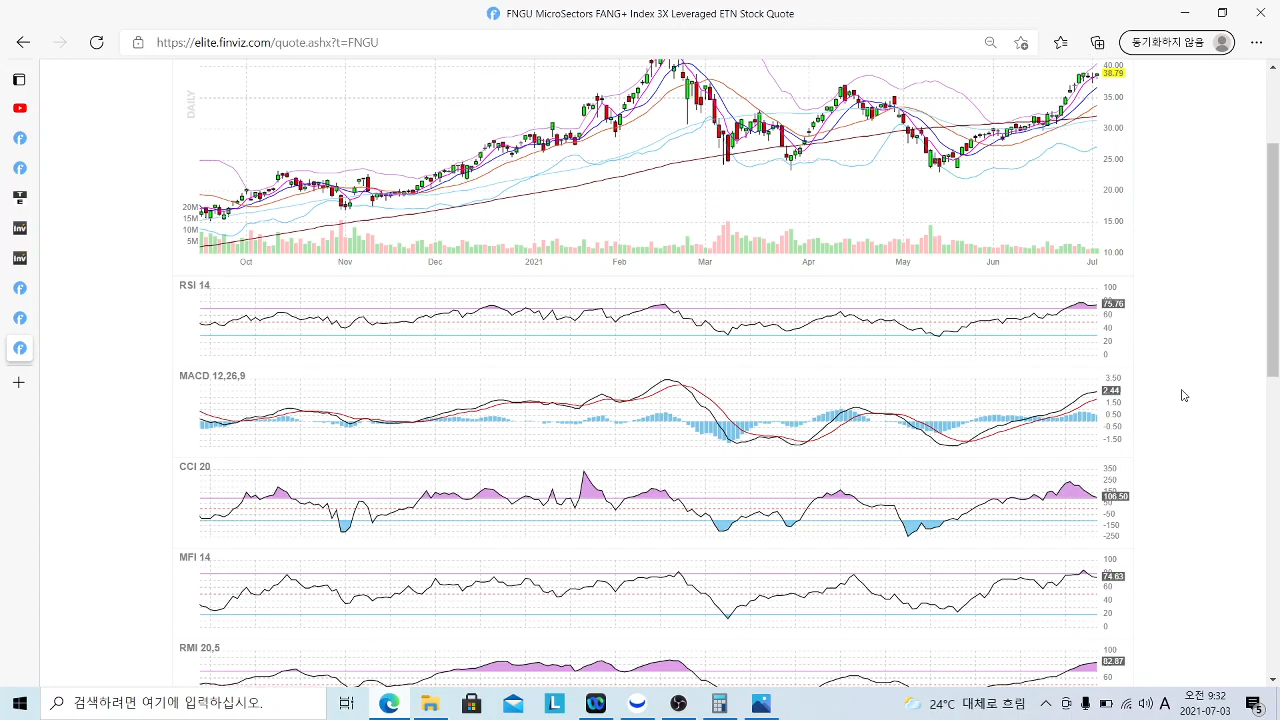 FNGU MicroSectors FANG+ Index 3X Leveraged ETN Stock Quote
https://elite.finviz.com/quote.ashx?t=FNGU
동기화하지 않음
DAILY
40.00
38.79
35.00
30.00
25.00
20.00
15.00
10.00
20M
15M
10M
5M
Oct Nov Dec 2021 Feb Mar Apr May Jun Jul
RSI 14
100
75.76
60
40
20
0
MACD 12,26,9
3.50
2.44
1.50
0.50
-0.50
-1.50
CCI 20
350
250
106.50
50
-50
-150
-250
MFI 14
100
80
74.63
60
40
20
0
RMI 20,5
100
82.87
60
검색하려면 여기에 입력하십시오.
24°C 대체로 흐림
A
오전 9:32
2021-07-03
5